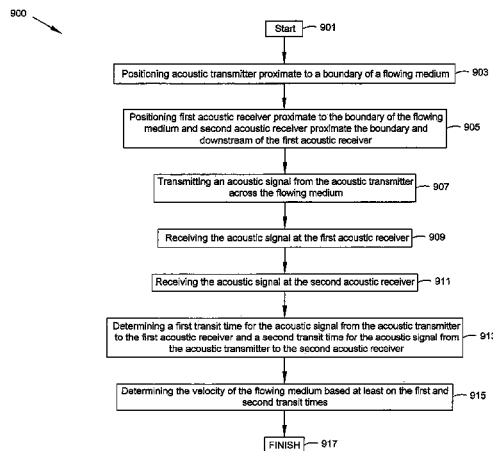 900
Start
901
Positioning acoustic transmitter proximate to a boundary of a flowing medium
903
Positioning first acoustic receiver proximate to the boundary of the flowing
medium and second acoustic receiver proximate the boundary and
downstream of the first acoustic receiver
905
Transmitting an acoustic signal from the acoustic transmitter
across the flowing medium
907
Receiving the acoustic signal at the first acoustic receiver
909
Receiving the acoustic signal at the second acoustic receiver
911
Determining a first transit time for the acoustic signal from the acoustic transmitter
to the first acoustic receiver and a second transit time for the acoustic signal from
the acoustic transmitter to the second acoustic receiver
913
Determining the velocity of the flowing medium based at least on the first and
second transit times
915
FINISH
917